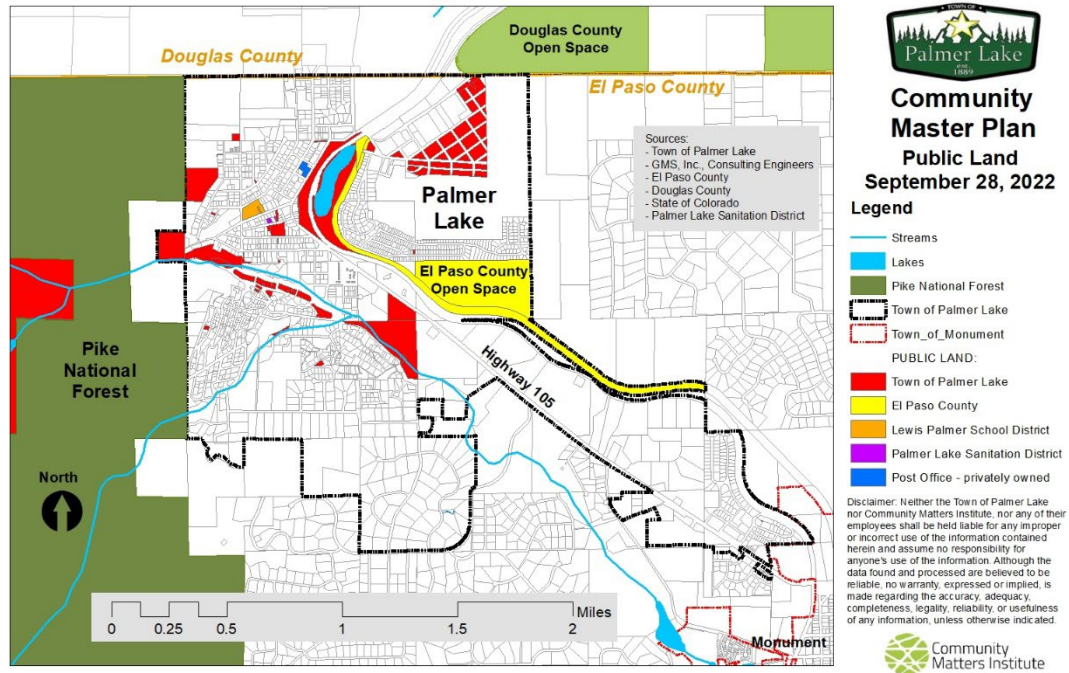 Douglas County
Open Space
Douglas County
El Paso County
Sources:
- Town of Palmer Lake
- GMS, Inc., Consulting Engineers
- El Paso County
- Douglas County
- State of Colorado
- Palmer Lake Sanitation District
Palmer
Lake
El Paso County
Open Space
Pike
National
Forest
Highway 105
North
Miles
0 0.25 0.5 1 1.5 2
Monument
TOWN OF
Palmer Lake
est.
1889
Community
Master Plan
Public Land
September 28, 2022
Legend
Streams
Lakes
Pike National Forest
Town of Palmer Lake
Town_of_Monument
PUBLIC LAND:
Town of Palmer Lake
El Paso County
Lewis Palmer School District
Palmer Lake Sanitation District
Post Office - privately owned
Disclaimer: Neither the Town of Palmer Lake
nor Community Matters Institute, nor any of their
employees shall be held liable for any improper
or incorrect use of the information contained
herein and assume no responsibility for
anyone's use of the information. Although the
data found and processed are believed to be
reliable, no warranty, expressed or implied, is
made regarding the accuracy, adequacy,
completeness, legality, reliability, or usefulness
of any information, unless otherwise indicated.
Community
Matters Institute